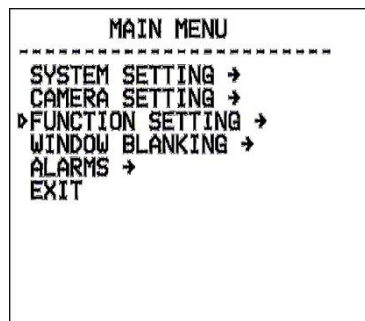 MAIN MENU
SYSTEM SETTING →
CAMERA SETTING →
FUNCTION SETTING →
WINDOW BLANKING →
ALARMS →
EXIT